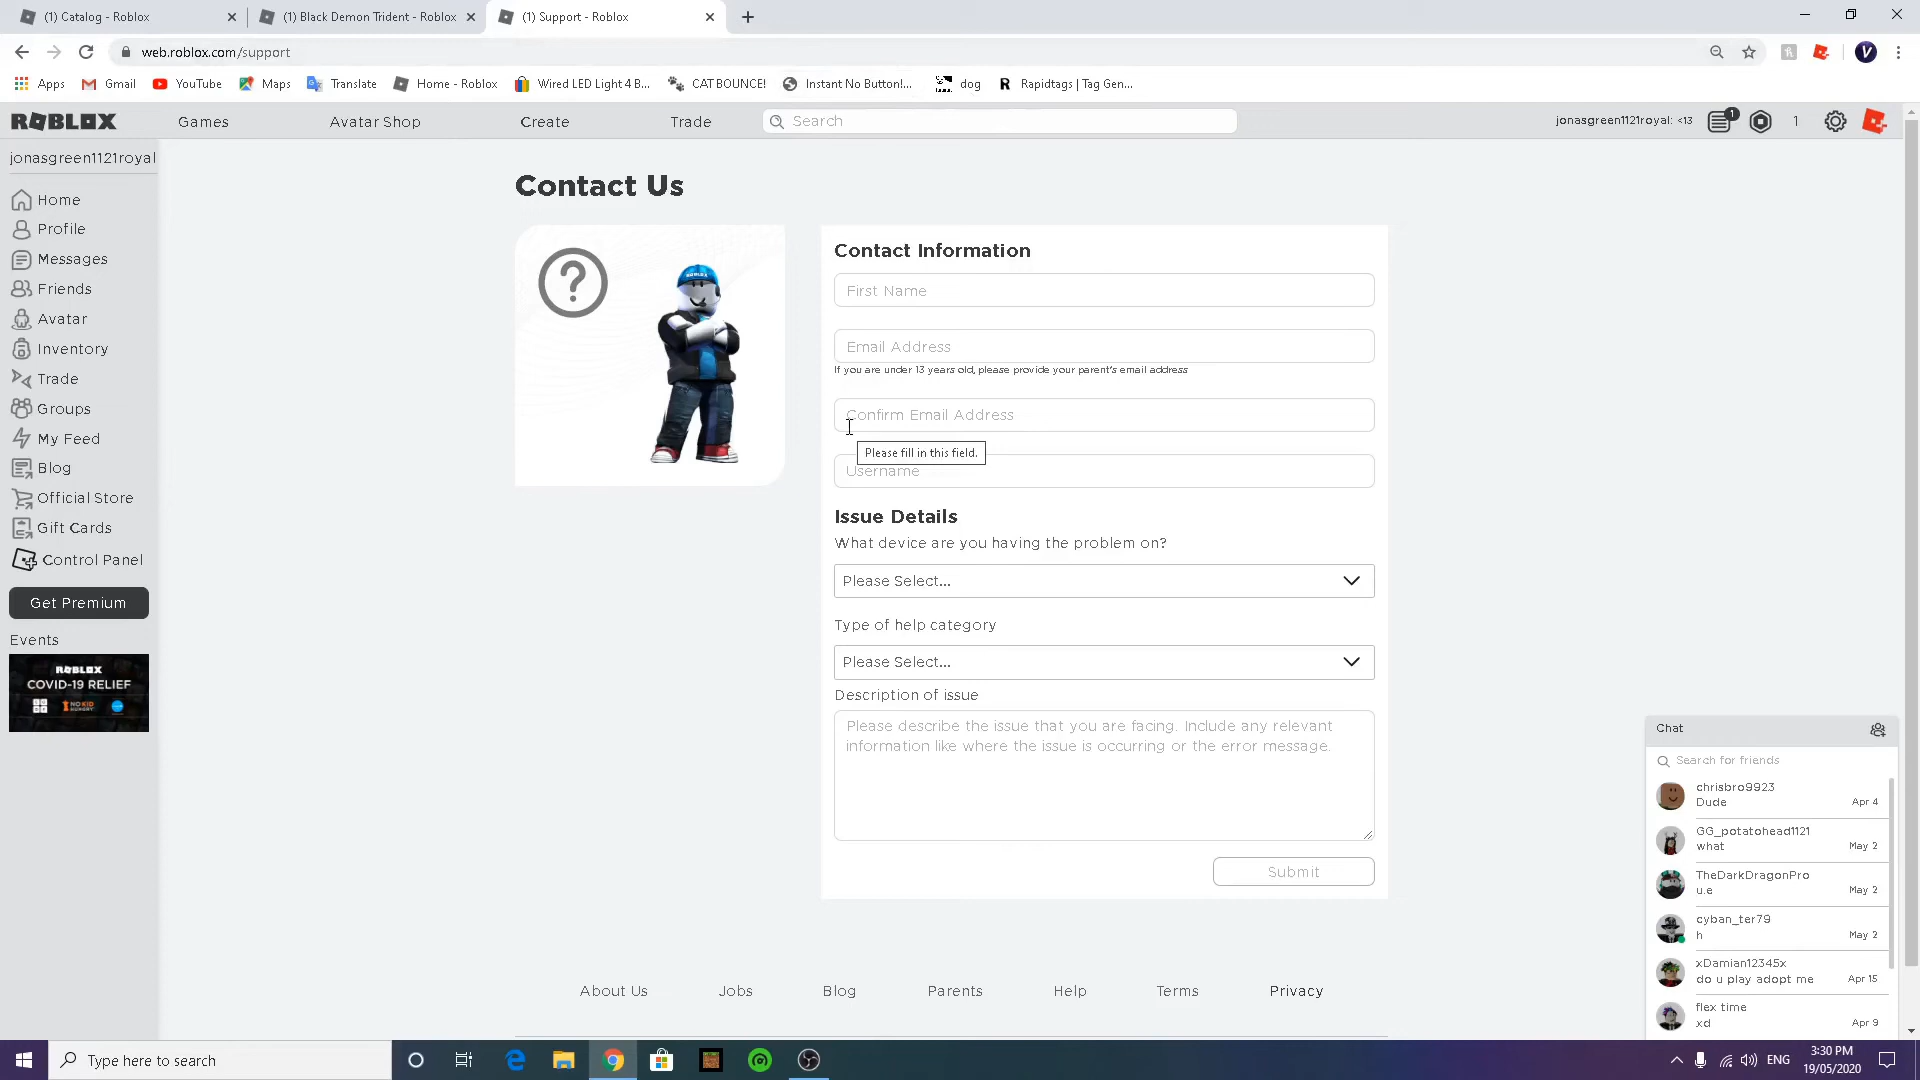 (1) Catalog - Roblox
(1) Black Demon Trident - Roblox
(1) Support - Roblox
web.roblox.com/support
V
Apps
Gmail
YouTube
Maps
Translate
Home - Roblox
Wired LED Light 4 B...
CAT BOUNCE!
Instant No Button!...
dog
R
Rapidtags | Tag Gen...
ROBLOX
Games
Avatar Shop
Create
Trade
Search
jonasgreen1121royal: <13
1
1
jonasgreen1121royal
Home
Profile
Messages
Friends
Avatar
Inventory
Trade
Groups
My Feed
Blog
Official Store
Gift Cards
Control Panel
Get Premium
Events
ROBLOX
COVID-19 RELIEF
NO KID
HUNGRY
Contact Us
?
ROBLOX
Contact Information
First Name
Email Address
If you are under 13 years old, please provide your parent's email address
Confirm Email Address
Please fill in this field.
Username
Issue Details
What device are you having the problem on?
Please Select...
Type of help category
Please Select...
Description of issue
Please describe the issue that you are facing. Include any relevant
information like where the issue is occurring or the error message.
Submit
About Us
Jobs
Blog
Parents
Help
Terms
Privacy
Chat
Search for friends
chrisbro9923
Dude
Apr 4
GG_potatohead1121
what
May 2
TheDarkDragonPro
u.e
May 2
cyban_ter79
h
May 2
xDamian12345x
do u play adopt me
Apr 15
flex time
xd
Apr 9
Type here to search
ENG
3:30 PM
19/05/2020